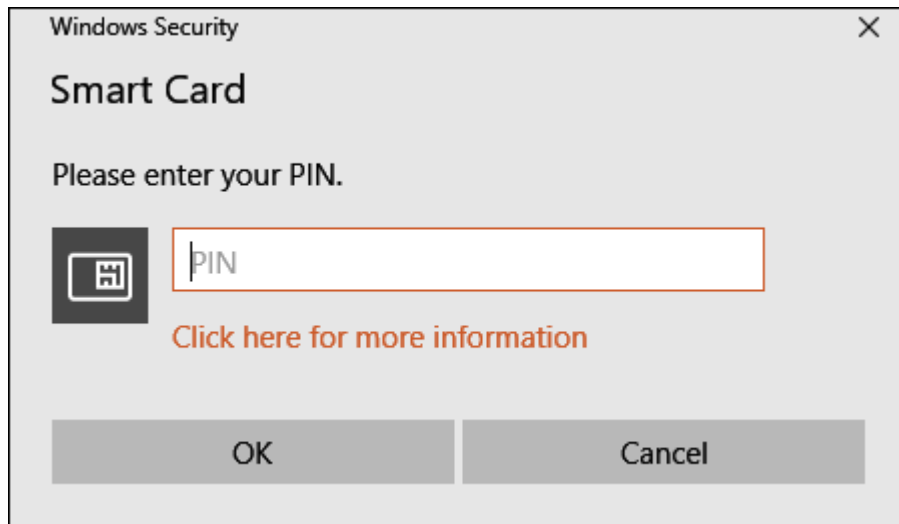 Windows Security
Smart Card
Please enter your PIN.
PIN
Click here for more information
OK
Cancel